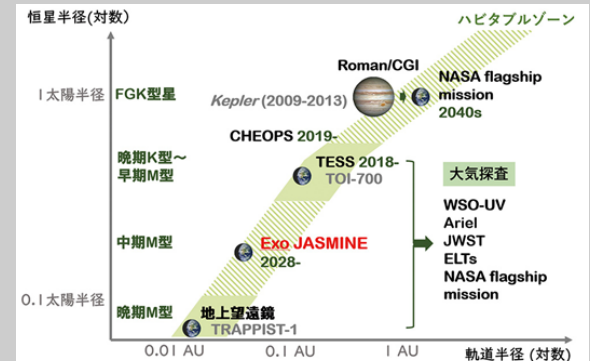 恒星半径(対数)
ハビタブルゾーン
Roman/CGI
1太陽半径
FGK型星
Kepler (2009-2013)
NASA flagship
mission
2040s
CHEOPS 2019-
晩期K型～
早期M型
TESS 2018-
TOI-700
大気探査
WSO-UV
Ariel
JWST
ELTs
NASA flagship
mission
中期M型
Exo JASMINE
2028-
0.1太陽半径
晩期M型
地上望遠鏡
TRAPPIST-1
0.01 AU
0.1 AU
1 AU
軌道半径 (対数)